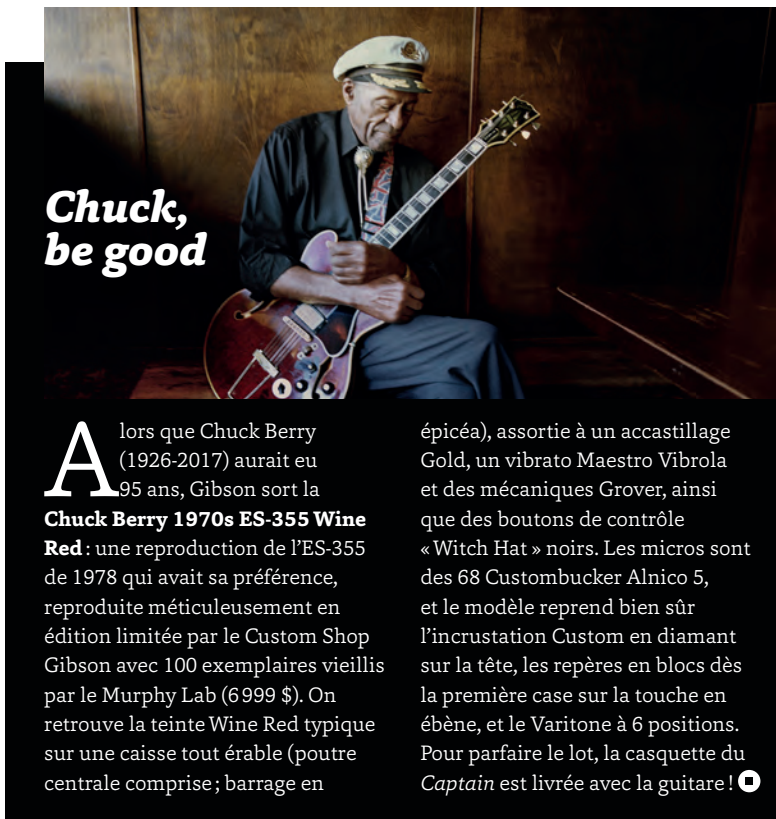 Chuck,
be good
Alors que Chuck Berry
(1926-2017) aurait eu
95 ans, Gibson sort la
Chuck Berry 1970s ES-355 Wine
Red : une reproduction de l’ES-355
de 1978 qui avait sa préférence,
reproduite méticuleusement en
édition limitée par le Custom Shop
Gibson avec 100 exemplaires vieillis
par le Murphy Lab (6 999 $). On
retrouve la teinte Wine Red typique
sur une caisse tout érable (poutre
centrale comprise ; barrage en
épicéa), assortie à un accastillage
Gold, un vibrato Maestro Vibrola
et des mécaniques Grover, ainsi
que des boutons de contrôle
« Witch Hat » noirs. Les micros sont
des 68 Custombucker Alnico 5,
et le modèle reprend bien sûr
l’incrustation Custom en diamant
sur la tête, les repères en blocs dès
la première case sur la touche en
ébène, et le Varitone à 6 positions.
Pour parfaire le lot, la casquette du
Captain est livrée avec la guitare !